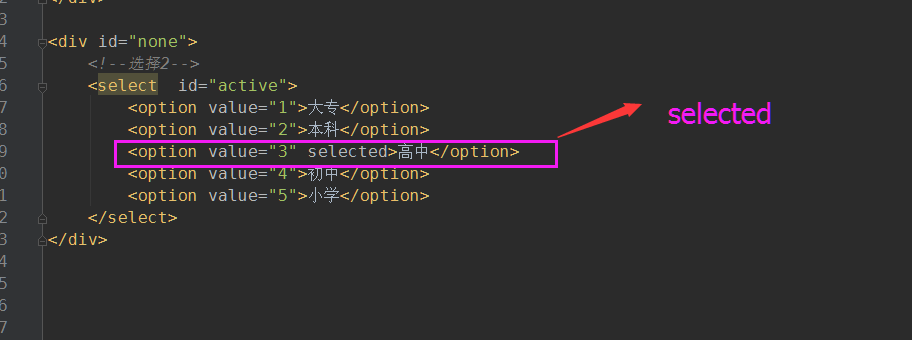 2 </div>
3
4 <div id="none">
5 <!--选择2-->
6 <select  id="active">
7 <option value="1">大专</option>
8 <option value="2">本科</option>
9 <option value="3" selected>高中</option>
0 <option value="4">初中</option>
1 <option value="5">小学</option>
2 </select>
3 </div>
4
5
6
7
selected